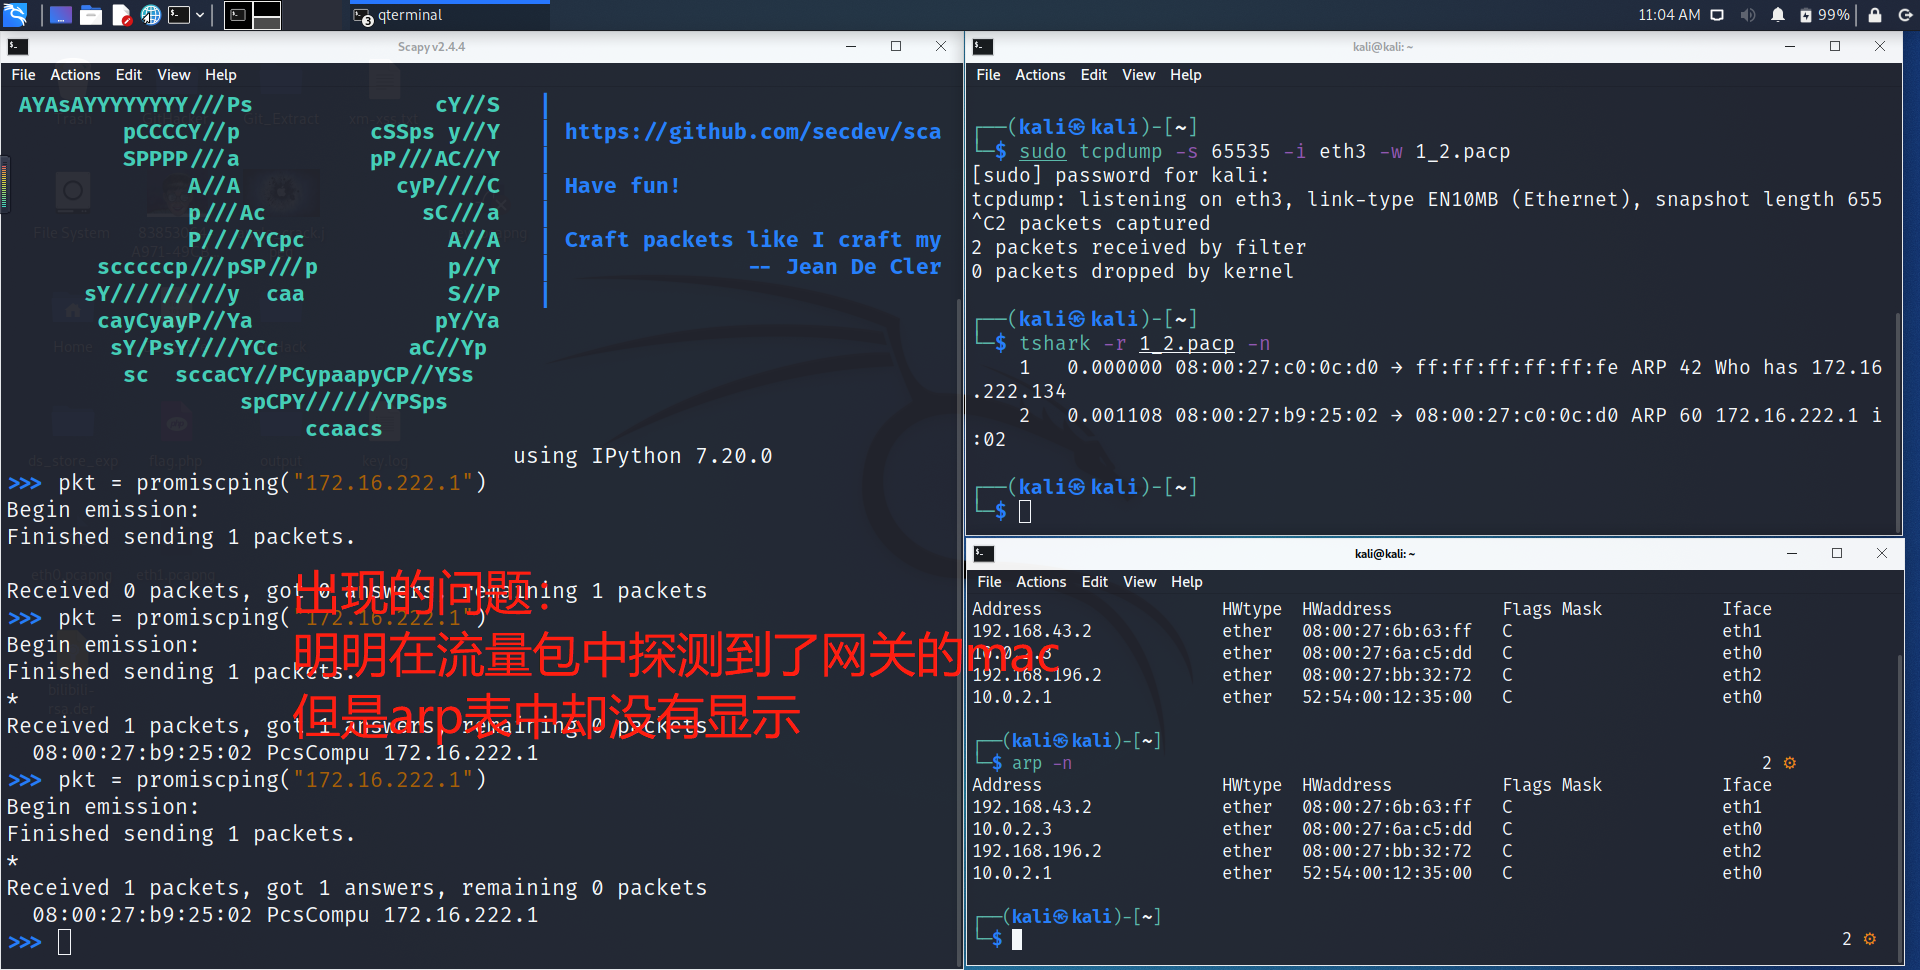 qterminal
11:04 AM
99%
Scapy v2.4.4
File Actions Edit View Help
AYAsAYYYYYYYY///Ps cY//S |
pCCCCY//p cSSps y//Y | https://github.com/secdev/sca
SPPPP///a pP///AC//Y |
A//A cyP////C | Have fun!
p///Ac sC///a |
P////YCpc A//A | Craft packets like I craft my
scccccp///pSP///p p//Y | -- Jean De Cler
sY/////////y caa S//P |
cayCyayP//Ya pY/Ya
sY/PsY////YCc aC//Yp
sc sccaCY//PCypaapyCP//YSs
spCPY//////YPSps
ccaacs
using IPython 7.20.0
>>> pkt = promiscping("172.16.222.1")
Begin emission:
Finished sending 1 packets.
Received 0 packets, got 0 answers, remaining 1 packets
>>> pkt = promiscping("172.16.222.1")
Begin emission:
Finished sending 1 packets.
*
Received 1 packets, got 1 answers, remaining 0 packets
08:00:27:b9:25:02 PcsCompu 172.16.222.1
>>> pkt = promiscping("172.16.222.1")
Begin emission:
Finished sending 1 packets.
*
Received 1 packets, got 1 answers, remaining 0 packets
08:00:27:b9:25:02 PcsCompu 172.16.222.1
>>>
出现的问题：
明明在流量包中探测到了网关的mac
但是arp表中却没有显示
kali@kali: ~
File Actions Edit View Help
┌──(kali㉿kali)-[~]
└─$ sudo tcpdump -s 65535 -i eth3 -w 1_2.pacp
[sudo] password for kali:
tcpdump: listening on eth3, link-type EN10MB (Ethernet), snapshot length 655
^C2 packets captured
2 packets received by filter
0 packets dropped by kernel
┌──(kali㉿kali)-[~]
└─$ tshark -r 1_2.pacp -n
1 0.000000 08:00:27:c0:0c:d0 → ff:ff:ff:ff:ff:fe ARP 42 Who has 172.16
.222.134
2 0.001108 08:00:27:b9:25:02 → 08:00:27:c0:0c:d0 ARP 60 172.16.222.1 i
:02
┌──(kali㉿kali)-[~]
└─$
kali@kali: ~
File Actions Edit View Help
Address HWtype HWaddress Flags Mask Iface
192.168.43.2 ether 08:00:27:6b:63:ff C eth1
10.0.2.3 ether 08:00:27:6a:c5:dd C eth0
192.168.196.2 ether 08:00:27:bb:32:72 C eth2
10.0.2.1 ether 52:54:00:12:35:00 C eth0
┌──(kali㉿kali)-[~]
└─$ arp -n
2
Address HWtype HWaddress Flags Mask Iface
192.168.43.2 ether 08:00:27:6b:63:ff C eth1
10.0.2.3 ether 08:00:27:6a:c5:dd C eth0
192.168.196.2 ether 08:00:27:bb:32:72 C eth2
10.0.2.1 ether 52:54:00:12:35:00 C eth0
┌──(kali㉿kali)-[~]
└─$
2